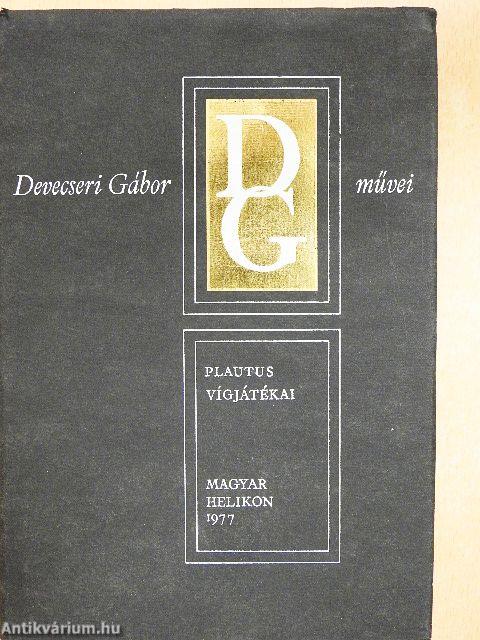 Devecseri Gábor
DG
művei
PLAUTUS
VÍGJÁTÉKAI
MAGYAR
HELIKON
1977
Antikvárium.hu